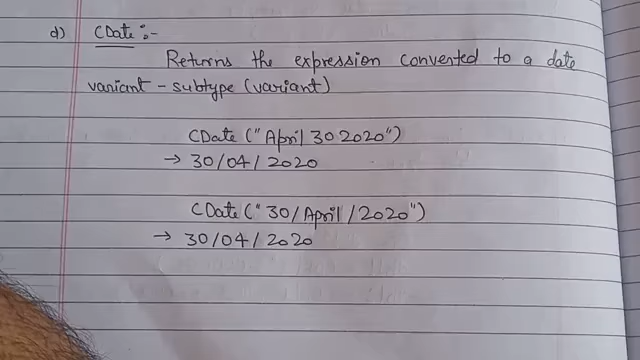 d) CDate :-
Returns the expression converted to a date
variant - subtype (variant)
CDate ("April 30 2020")
→ 30/04/2020
CDate (" 30/April/2020")
→ 30/04/2020